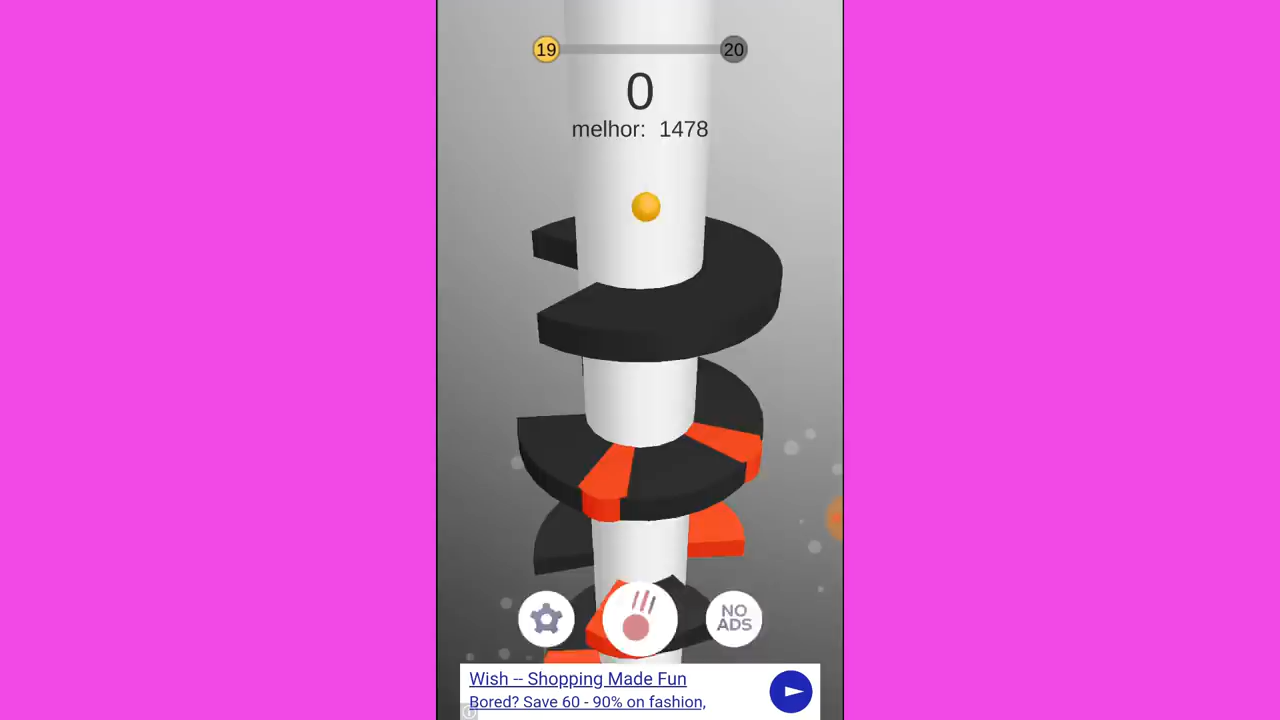 19
20
0
melhor: 1478
NO
ADS
Wish -- Shopping Made Fun
Bored? Save 60 - 90% on fashion,